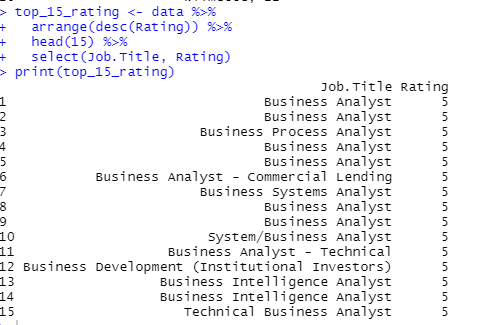 > top_15_rating <- data %>%
+   arrange(desc(Rating)) %>%
+   head(15) %>%
+   select(Job.Title, Rating)
> print(top_15_rating)
Job.Title Rating
1 Business Analyst 5
2 Business Analyst 5
3 Business Process Analyst 5
4 Business Analyst 5
5 Business Analyst 5
6 Business Analyst - Commercial Lending 5
7 Business Systems Analyst 5
8 Business Analyst 5
9 Business Analyst 5
10 System/Business Analyst 5
11 Business Analyst - Technical 5
12 Business Development (Institutional Investors) 5
13 Business Intelligence Analyst 5
14 Business Intelligence Analyst 5
15 Technical Business Analyst 5